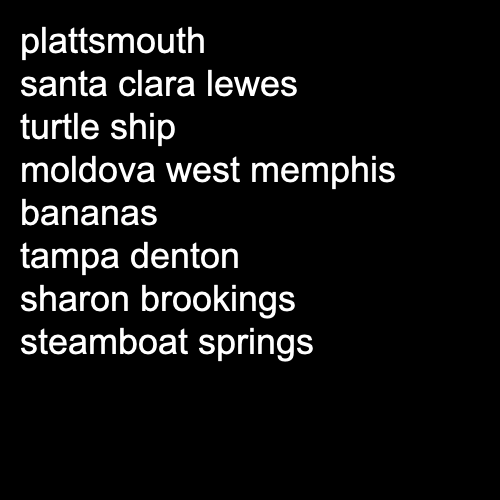 plattsmouth
santa clara lewes
turtle ship
moldova west memphis
bananas
tampa denton
sharon brookings
steamboat springs